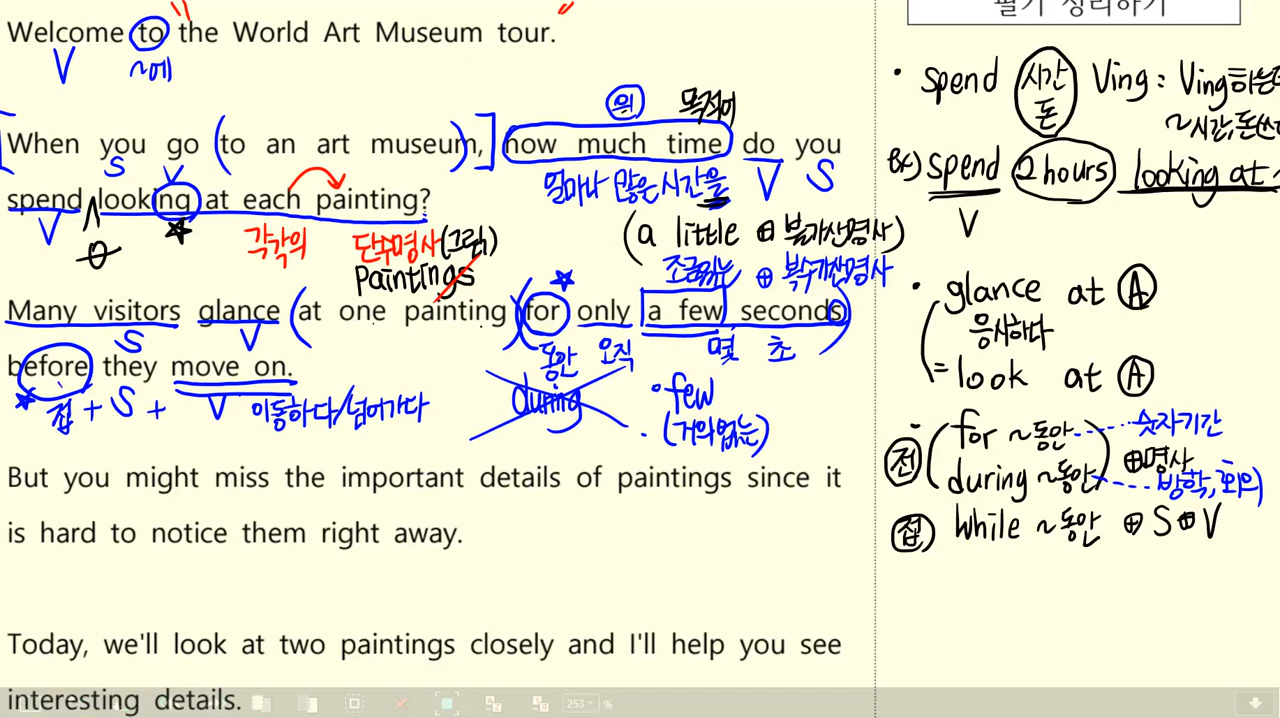 Welcome to the World Art Museum tour.
V ~에
의 목적어
[When you go (to an art museum,)] how much time do you
S V 얼마나 많은 시간을 V S
spend looking at each painting?
V 각각의 단수명사(그림)
paintings
(a little ⊕ 불가산명사)
조금있는 ⊕ 복수가산명사
Many visitors glance (at one painting) (for only a few seconds)
S V 동안 오직 몇 초
before they move on.
접 + S + V 이동하다/넘어가다
during
• few
(거의없는)
But you might miss the important details of paintings since it
is hard to notice them right away.
Today, we'll look at two paintings closely and I'll help you see
interesting details.
253 %
필기 정리하기
• spend 시간 돈 Ving : Ving하는데
~시간,돈쓰다
ex) spend 2 hours looking at ~
V
• glance at A
응시하다
= look at A
전 for ~동안 --- 숫자기간
⊕명사
during ~동안 --- 방학, 회의
접 while ~동안 ⊕ S ⊕ V